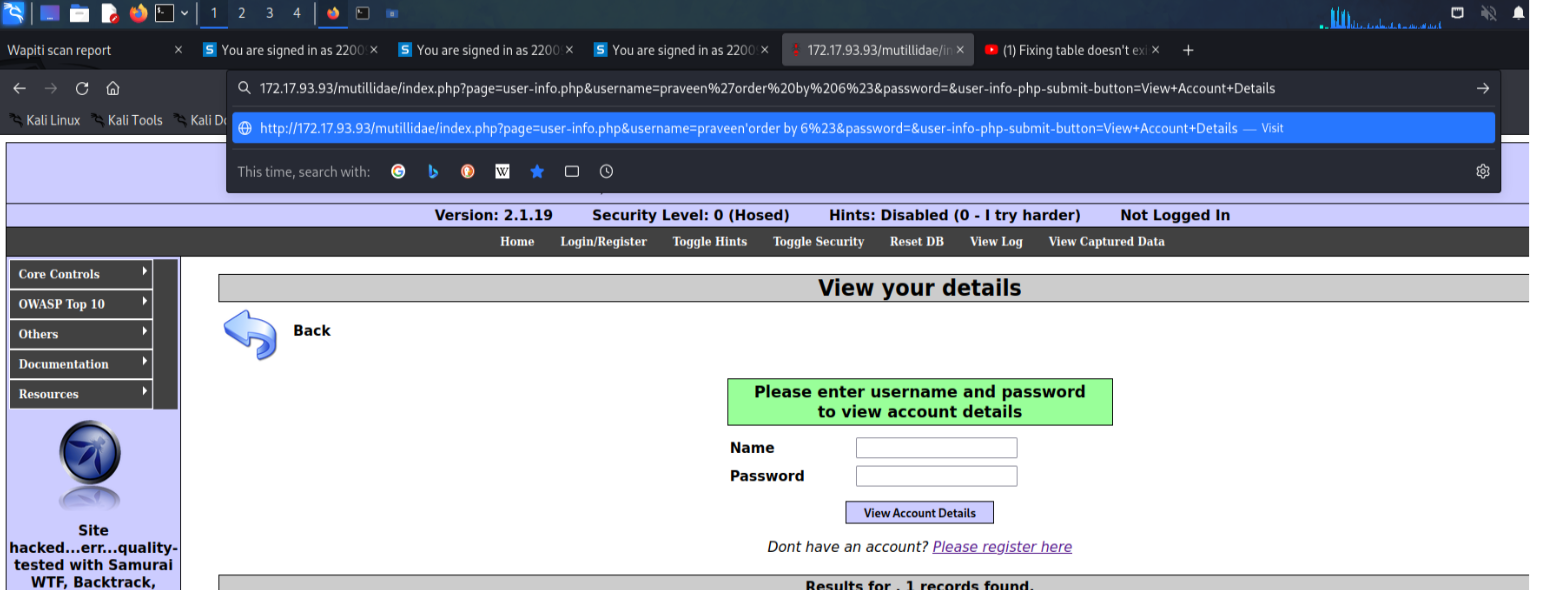 1 2 3 4
Wapiti scan report × You are signed in as 2200 × You are signed in as 2200 × You are signed in as 2200 × 172.17.93.93/mutillidae/in × (1) Fixing table doesn't exi × +
172.17.93.93/mutillidae/index.php?page=user-info.php&username=praveen%27order%20by%206%23&password=&user-info-php-submit-button=View+Account+Details
Kali Linux Kali Tools Kali Do
http://172.17.93.93/mutillidae/index.php?page=user-info.php&username=praveen'order by 6%23&password=&user-info-php-submit-button=View+Account+Details — Visit
This time, search with: G b W
Version: 2.1.19 Security Level: 0 (Hosed) Hints: Disabled (0 - I try harder) Not Logged In
Home Login/Register Toggle Hints Toggle Security Reset DB View Log View Captured Data
Core Controls
OWASP Top 10
Others
Documentation
Resources
Site
hacked...err...quality-
tested with Samurai
WTF, Backtrack,
View your details
Back
Please enter username and password
to view account details
Name
Password
View Account Details
Dont have an account? Please register here
Results for . 1 records found.